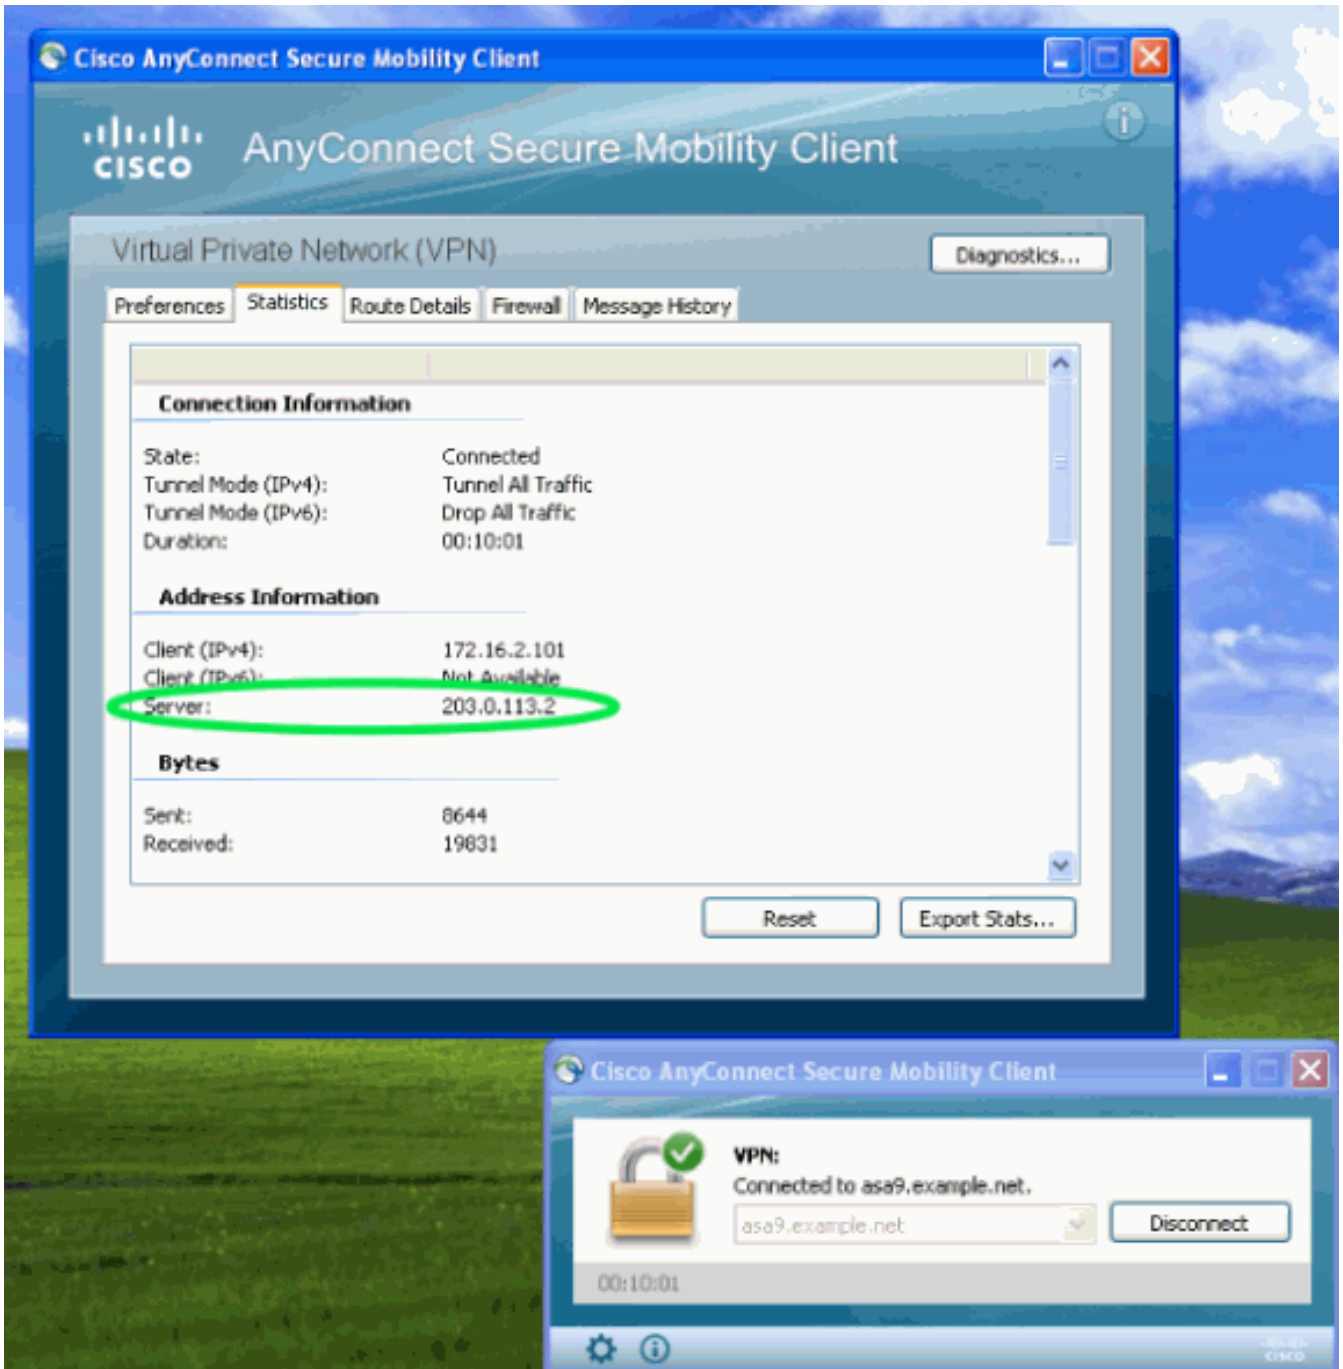 Cisco AnyConnect Secure Mobility Client
CISCO
AnyConnect Secure Mobility Client
Virtual Private Network (VPN)
Diagnostics...
Preferences Statistics Route Details Firewall Message History
Connection Information
State: Connected
Tunnel Mode (IPv4): Tunnel All Traffic
Tunnel Mode (IPv6): Drop All Traffic
Duration: 00:10:01
Address Information
Client (IPv4): 172.16.2.101
Client (IPv6): Not Available
Server: 203.0.113.2
Bytes
Sent: 8644
Received: 19831
Reset Export Stats...
Cisco AnyConnect Secure Mobility Client
VPN:
Connected to asa9.example.net.
asa9.example.net Disconnect
00:10:01
CISCO